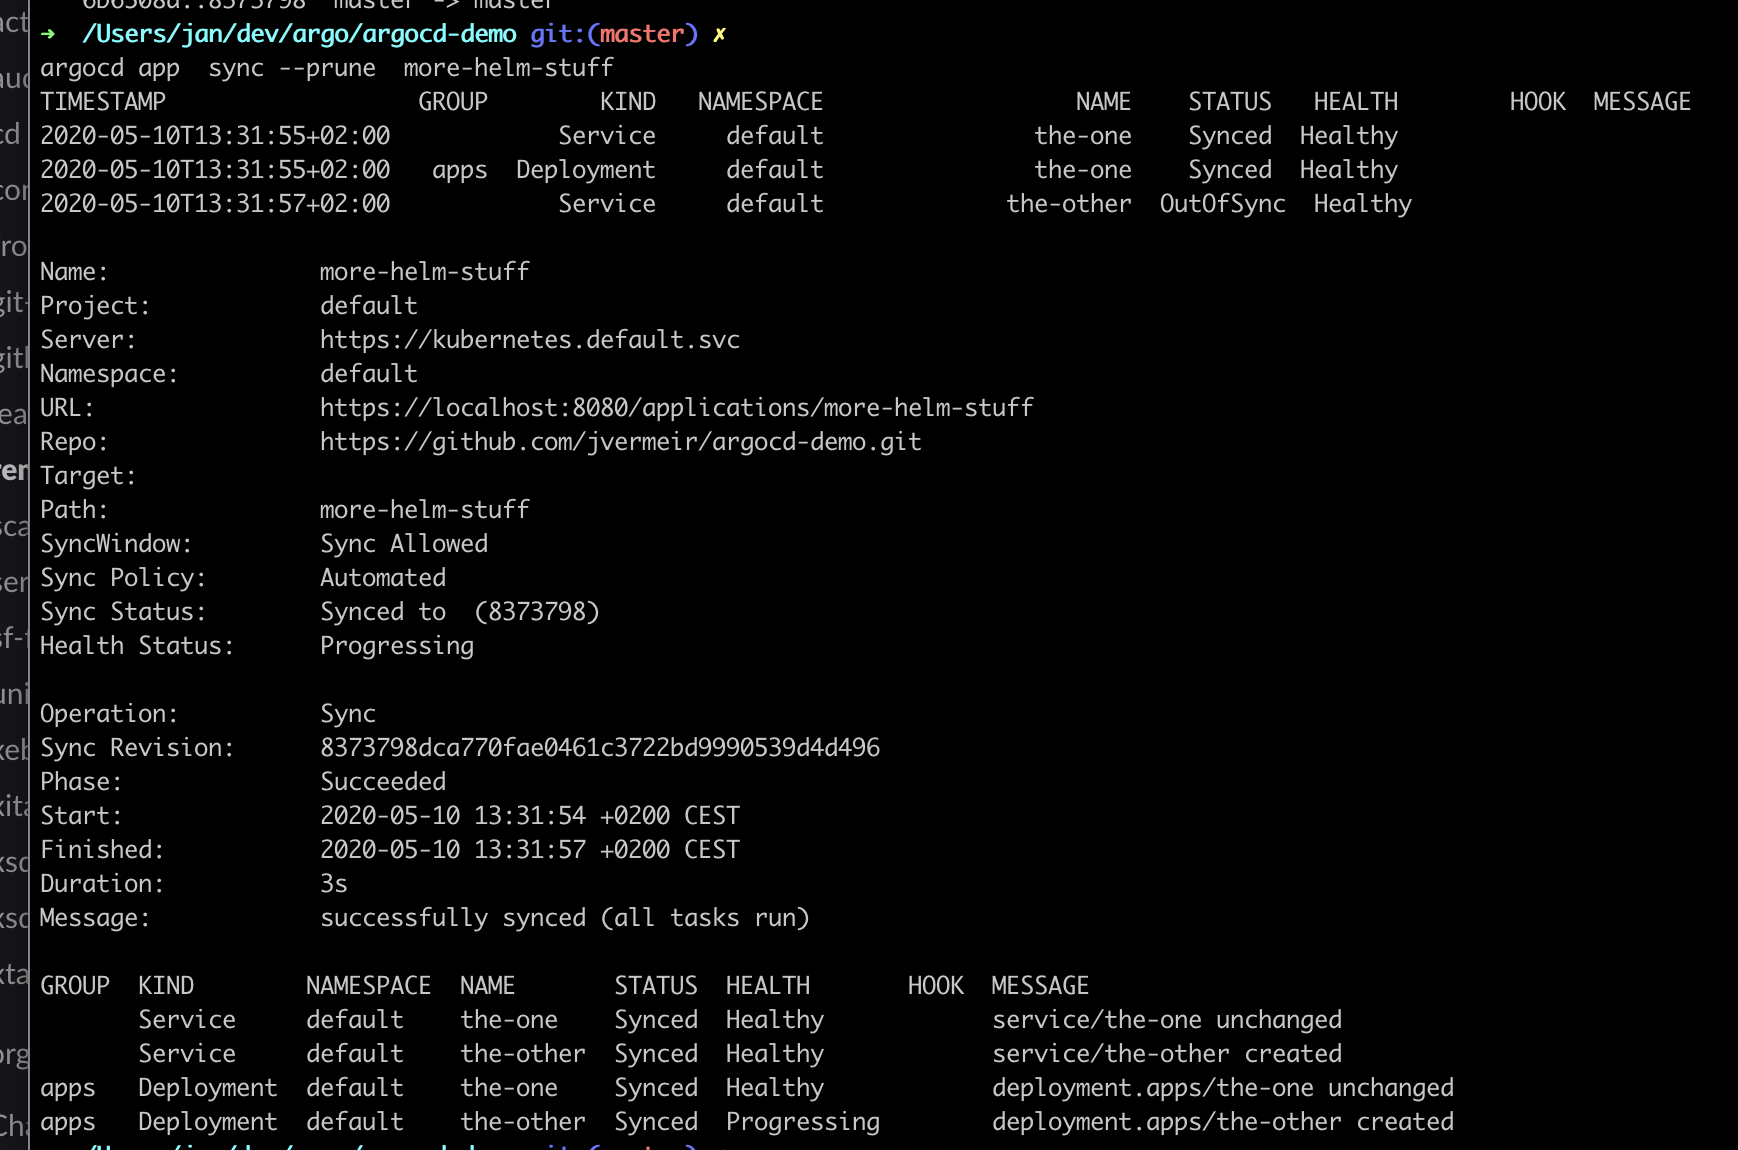 master -> master
➜ /Users/jan/dev/argo/argocd-demo git:(master) ✗
argocd app  sync --prune  more-helm-stuff
TIMESTAMP                  GROUP        KIND   NAMESPACE                  NAME    STATUS   HEALTH        HOOK  MESSAGE
2020-05-10T13:31:55+02:00            Service     default               the-one    Synced  Healthy
2020-05-10T13:31:55+02:00   apps  Deployment     default               the-one    Synced  Healthy
2020-05-10T13:31:57+02:00            Service     default             the-other  OutOfSync  Healthy
Name:               more-helm-stuff
Project:            default
Server:             https://kubernetes.default.svc
Namespace:          default
URL:                https://localhost:8080/applications/more-helm-stuff
Repo:               https://github.com/jvermeir/argocd-demo.git
Target:
Path:               more-helm-stuff
SyncWindow:         Sync Allowed
Sync Policy:        Automated
Sync Status:        Synced to  (8373798)
Health Status:      Progressing
Operation:          Sync
Sync Revision:      8373798dca770fae0461c3722bd9990539d4d496
Phase:              Succeeded
Start:              2020-05-10 13:31:54 +0200 CEST
Finished:           2020-05-10 13:31:57 +0200 CEST
Duration:           3s
Message:            successfully synced (all tasks run)
GROUP  KIND        NAMESPACE  NAME       STATUS  HEALTH       HOOK  MESSAGE
       Service     default    the-one    Synced  Healthy            service/the-one unchanged
       Service     default    the-other  Synced  Healthy            service/the-other created
apps   Deployment  default    the-one    Synced  Healthy            deployment.apps/the-one unchanged
apps   Deployment  default    the-other  Synced  Progressing        deployment.apps/the-other created